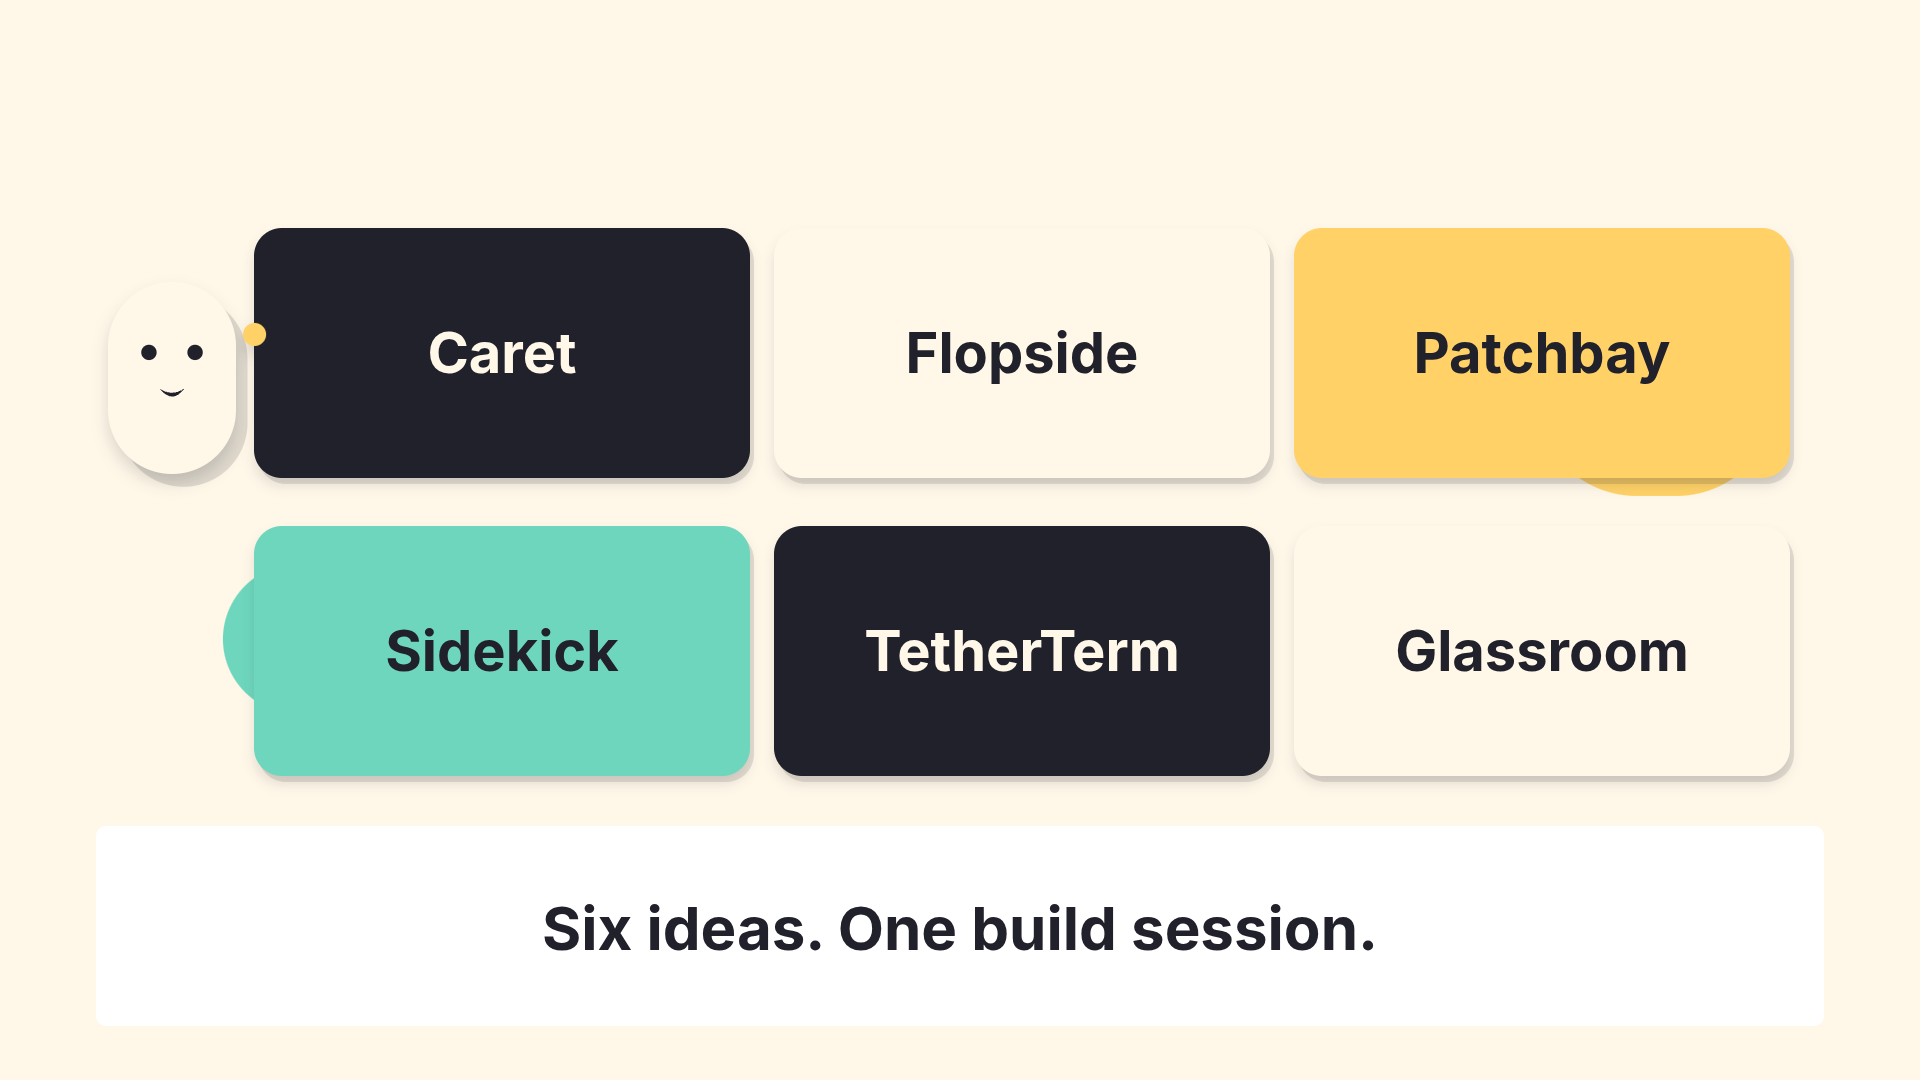 Caret
Flopside
Patchbay
Sidekick
TetherTerm
Glassroom
Six ideas. One build session.